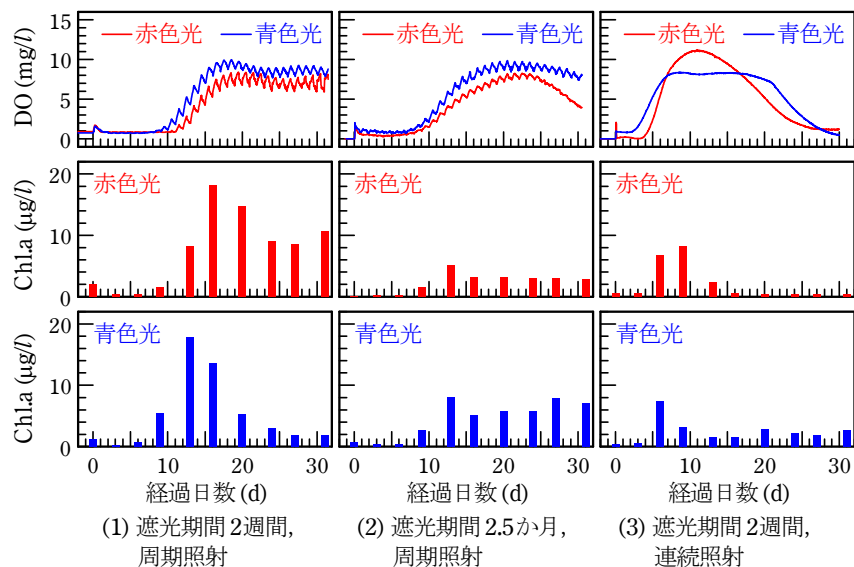 DO (mg/l)
15
10
5
0
赤色光 青色光
赤色光 青色光
赤色光 青色光
Chl.a (μg/l)
20
10
0
赤色光
赤色光
赤色光
Chl.a (μg/l)
20
10
0
青色光
青色光
青色光
0 10 20 30
0 10 20 30
0 10 20 30
経過日数 (d)
経過日数 (d)
経過日数 (d)
(1) 遮光期間 2週間,
周期照射
(2) 遮光期間 2.5か月,
周期照射
(3) 遮光期間 2週間,
連続照射